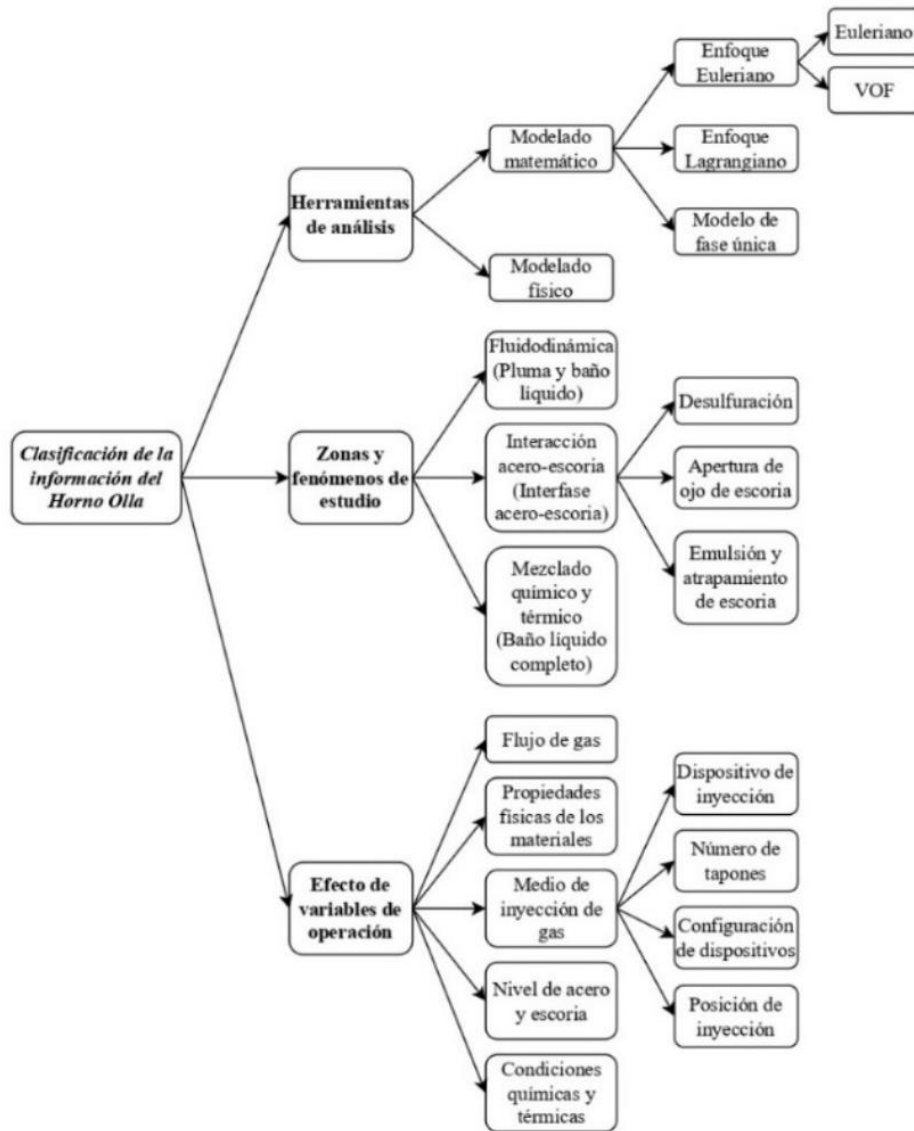 Euleriano
Enfoque
Euleriano
VOF
Modelado
matemático
Enfoque
Lagrangiano
Herramientas
de análisis
Modelo de
fase única
Modelado
físico
Fluidodinámica
(Pluma y baño
líquido)
Desulfuración
Clasificación de la
información del
Horno Olla
Zonas y
fenómenos de
estudio
Interacción
acero-escoria
(Interfase
acero-escoria)
Apertura de
ojo de escoria
Emulsión y
atrapamiento
de escoria
Mezclado
químico y
térmico
(Baño líquido
completo)
Flujo de gas
Dispositivo de
inyección
Propiedades
físicas de los
materiales
Número de
tapones
Efecto de
variables de
operación
Medio de
inyección de
gas
Configuración
de dispositivos
Nivel de acero
y escoria
Posición de
inyección
Condiciones
químicas y
térmicas